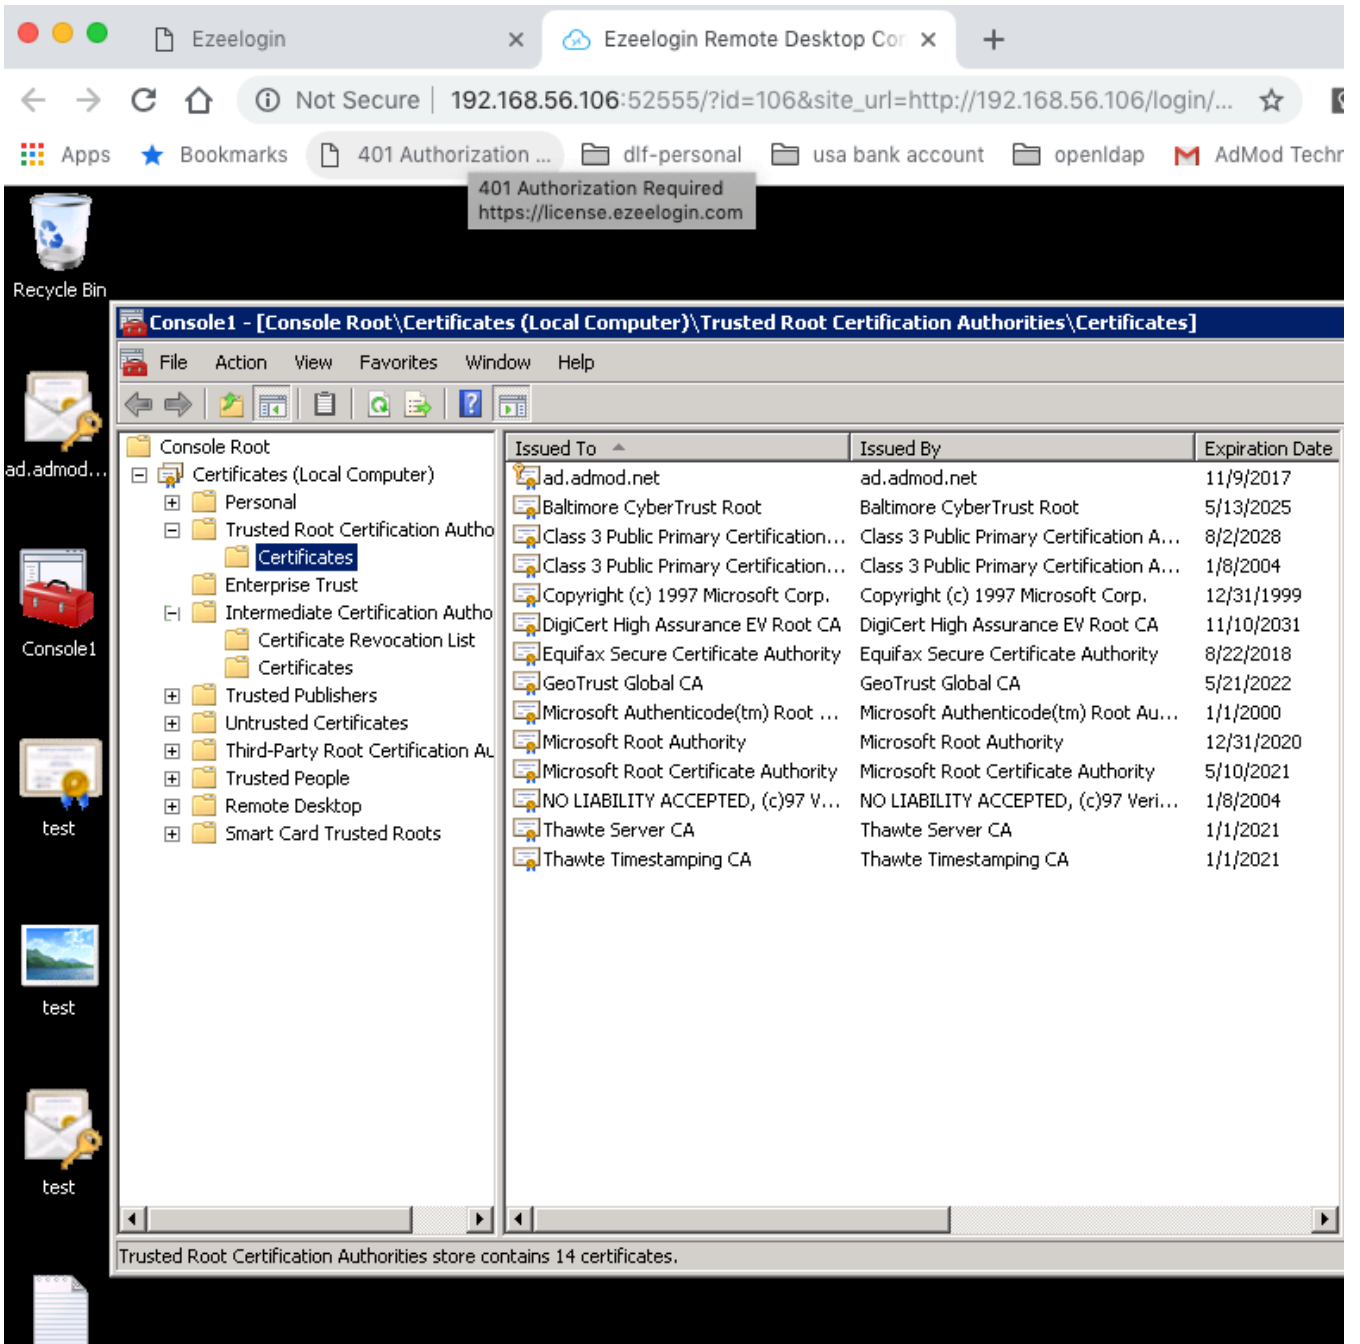 Ezeelogin
Ezeelogin Remote Desktop Cor
Not Secure | 192.168.56.106:52555/?id=106&site_url=http://192.168.56.106/login/...
Apps Bookmarks 401 Authorization ... dlf-personal usa bank account openldap AdMod Techr
401 Authorization Required
https://license.ezeelogin.com
Recycle Bin
Console1 - [Console Root\Certificates (Local Computer)\Trusted Root Certification Authorities\Certificates]
File Action View Favorites Window Help
ad.admod...
Console1
test
test
test
Console Root
Certificates (Local Computer)
Personal
Trusted Root Certification Autho
Certificates
Enterprise Trust
Intermediate Certification Autho
Certificate Revocation List
Certificates
Trusted Publishers
Untrusted Certificates
Third-Party Root Certification Au
Trusted People
Remote Desktop
Smart Card Trusted Roots
Issued To Issued By Expiration Date
ad.admod.net ad.admod.net 11/9/2017
Baltimore CyberTrust Root Baltimore CyberTrust Root 5/13/2025
Class 3 Public Primary Certification... Class 3 Public Primary Certification A... 8/2/2028
Class 3 Public Primary Certification... Class 3 Public Primary Certification A... 1/8/2004
Copyright (c) 1997 Microsoft Corp. Copyright (c) 1997 Microsoft Corp. 12/31/1999
DigiCert High Assurance EV Root CA DigiCert High Assurance EV Root CA 11/10/2031
Equifax Secure Certificate Authority Equifax Secure Certificate Authority 8/22/2018
GeoTrust Global CA GeoTrust Global CA 5/21/2022
Microsoft Authenticode(tm) Root ... Microsoft Authenticode(tm) Root Au... 1/1/2000
Microsoft Root Authority Microsoft Root Authority 12/31/2020
Microsoft Root Certificate Authority Microsoft Root Certificate Authority 5/10/2021
NO LIABILITY ACCEPTED, (c)97 V... NO LIABILITY ACCEPTED, (c)97 Veri... 1/8/2004
Thawte Server CA Thawte Server CA 1/1/2021
Thawte Timestamping CA Thawte Timestamping CA 1/1/2021
Trusted Root Certification Authorities store contains 14 certificates.